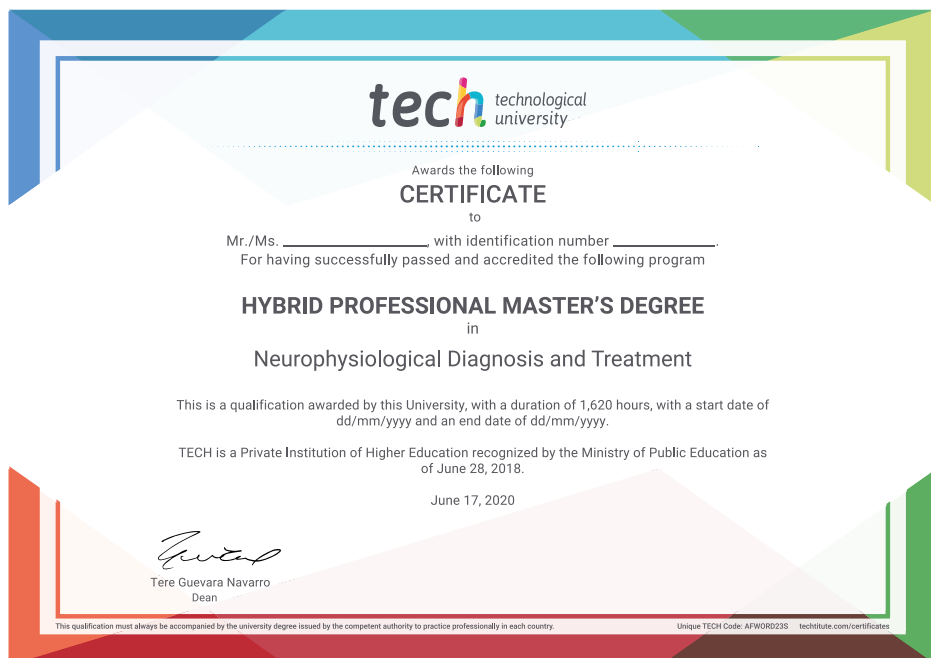 tech technological
university
Awards the following
CERTIFICATE
to
Mr./Ms. ____________________, with identification number ______________.
For having successfully passed and accredited the following program
HYBRID PROFESSIONAL MASTER'S DEGREE
in
Neurophysiological Diagnosis and Treatment
This is a qualification awarded by this University, with a duration of 1,620 hours, with a start date of
dd/mm/yyyy and an end date of dd/mm/yyyy.
TECH is a Private Institution of Higher Education recognized by the Ministry of Public Education as
of June 28, 2018.
June 17, 2020
Tere Guevara Navarro
Dean
This qualification must always be accompanied by the university degree issued by the competent authority to practice professionally in each country.
Unique TECH Code: AFWORD23S techtitute.com/certificates